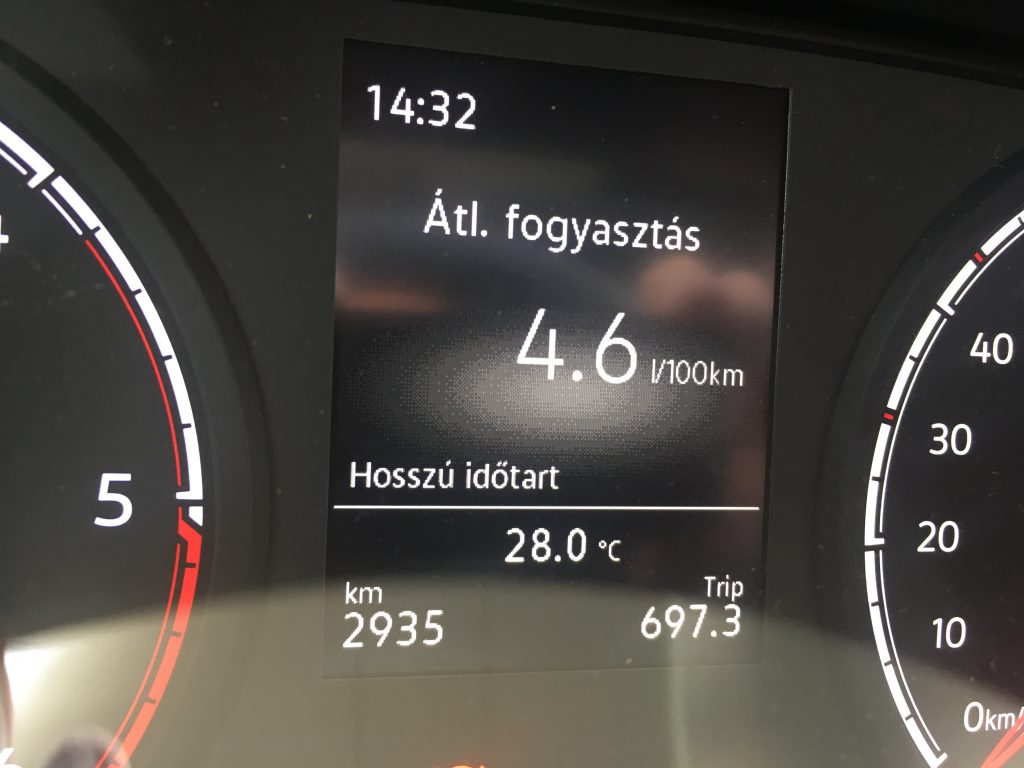 14:32
Átl. fogyasztás
4.6 l/100km
Hosszú időtart
28.0 °C
km
Trip
2935
697.3
5
40
30
20
10
0km/